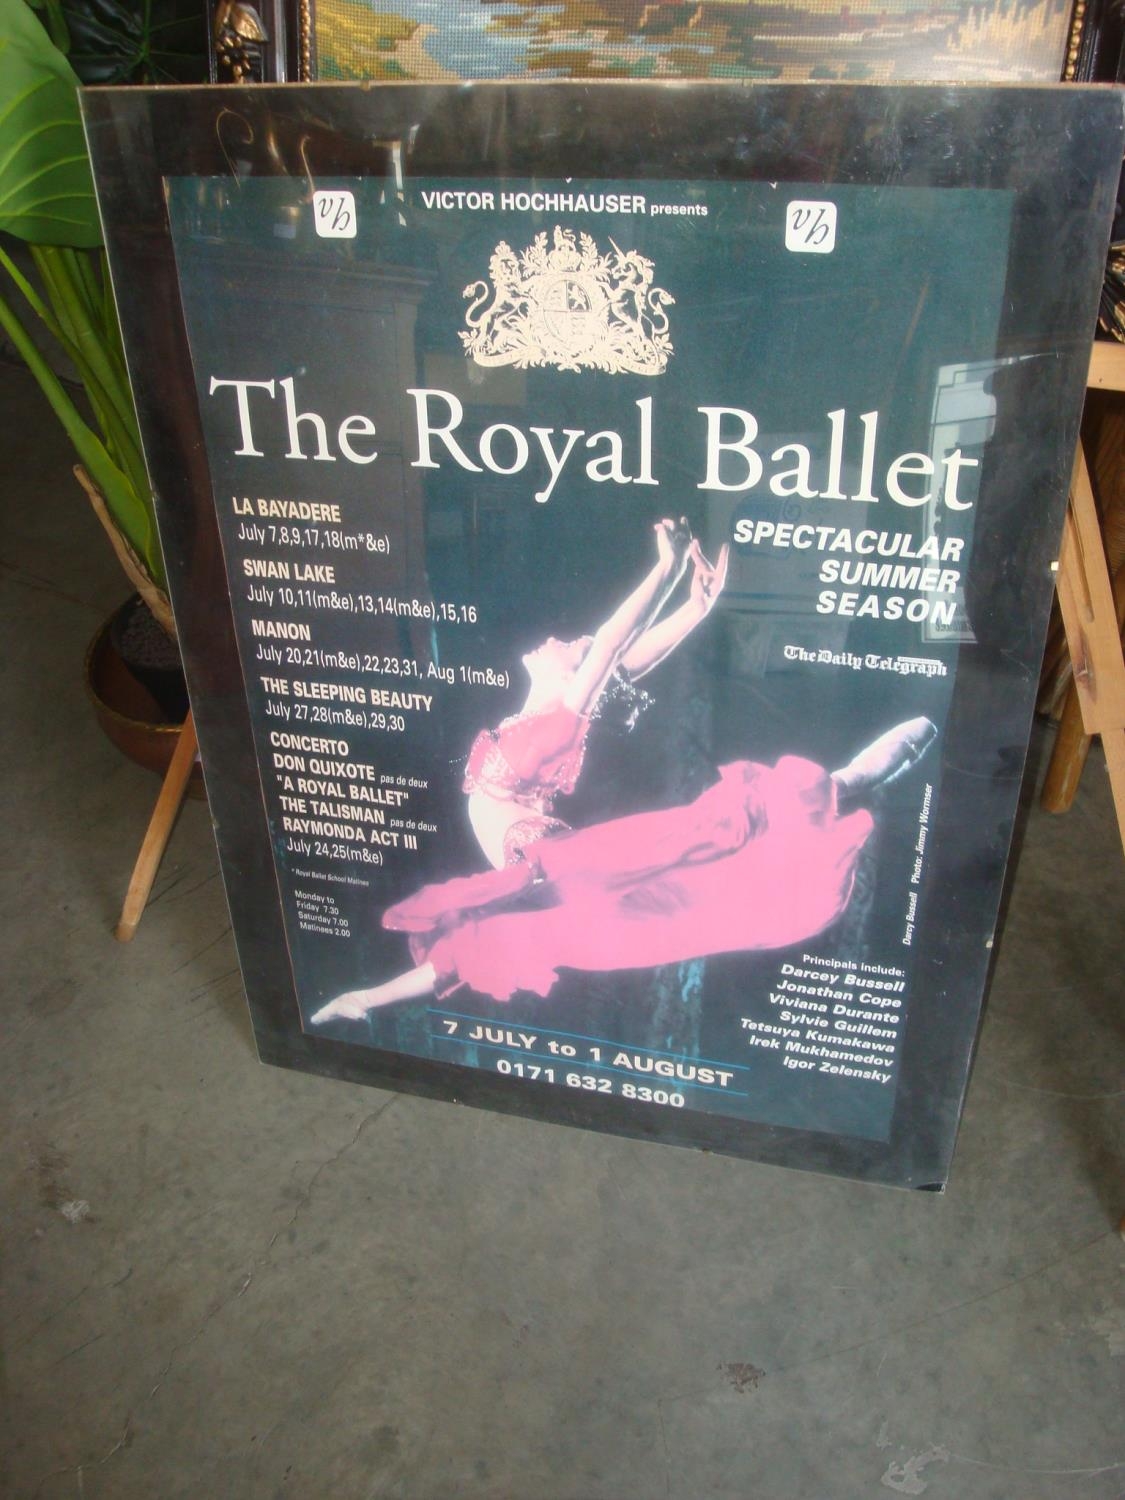 VICTOR HOCHHAUSER presents
The Royal Ballet
SPECTACULAR
SUMMER
SEASON
The Daily Telegraph
LA BAYADERE
July 7,8,9,17,18(m*&e)
SWAN LAKE
July 10,11(m&e),13,14(m&e),15,16
MANON
July 20,21(m&e),22,23,31, Aug 1(m&e)
THE SLEEPING BEAUTY
July 27,28(m&e),29,30
CONCERTO
DON QUIXOTE pas de deux
"A ROYAL BALLET"
THE TALISMAN pas de deux
RAYMONDA ACT III
July 24,25(m&e)
* Royal Ballet School Matinee
Monday to
Friday 7.30
Saturday 7.00
Matinees 2.00
Darcy Bussell Photo: Jimmy Wormser
Principals include:
Darcey Bussell
Jonathan Cope
Viviana Durante
Sylvie Guillem
Tetsuya Kumakawa
Irek Mukhamedov
Igor Zelensky
7 JULY to 1 AUGUST
0171 632 8300